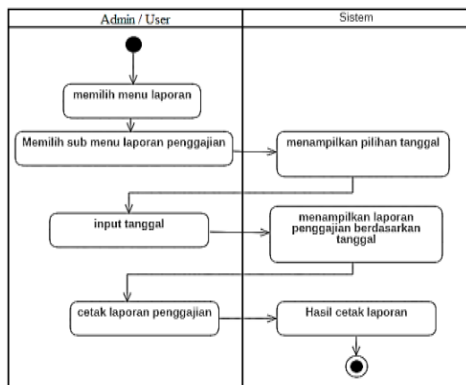 Admin / User
Sistem
memilih menu laporan
Memilih sub menu laporan penggajian
menampilkan pilihan tanggal
input tanggal
menampilkan laporan
penggajian berdasarkan
tanggal
cetak laporan penggajian
Hasil cetak laporan